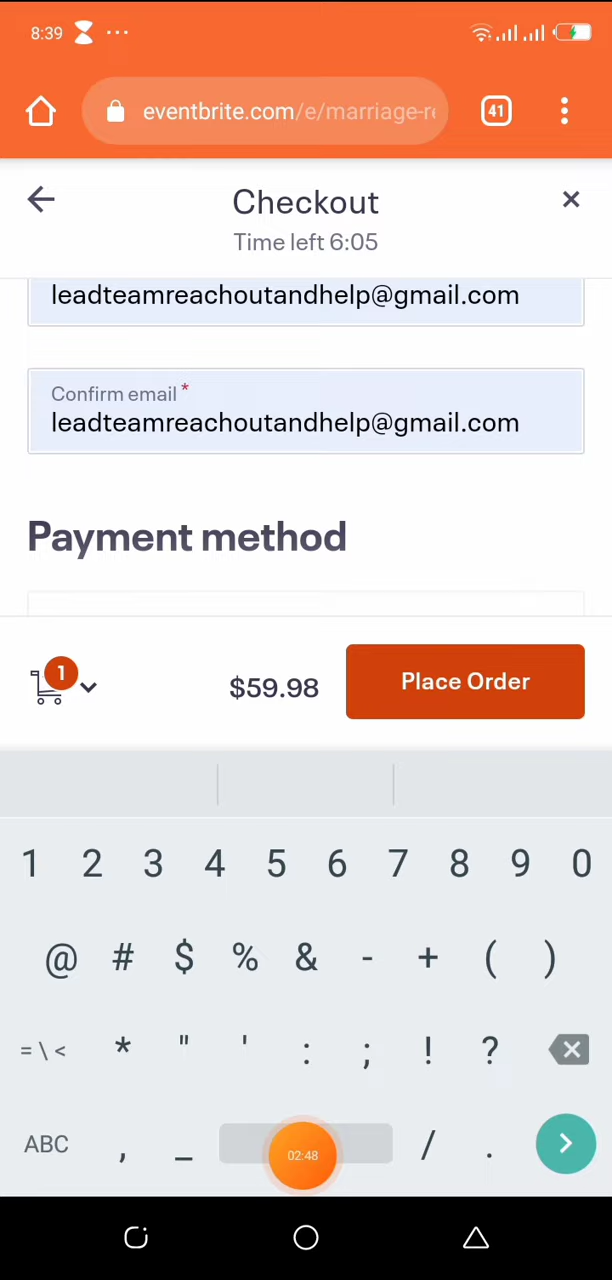 8:39
eventbrite.com/e/marriage-re
41
Checkout
Time left 6:05
leadteamreachoutandhelp@gmail.com
Confirm email *
leadteamreachoutandhelp@gmail.com
Payment method
1
$59.98
Place Order
1 2 3 4 5 6 7 8 9 0
@ # $ % & - + ( )
= \ < * " ' : ; ! ?
ABC , _ / .
02:48